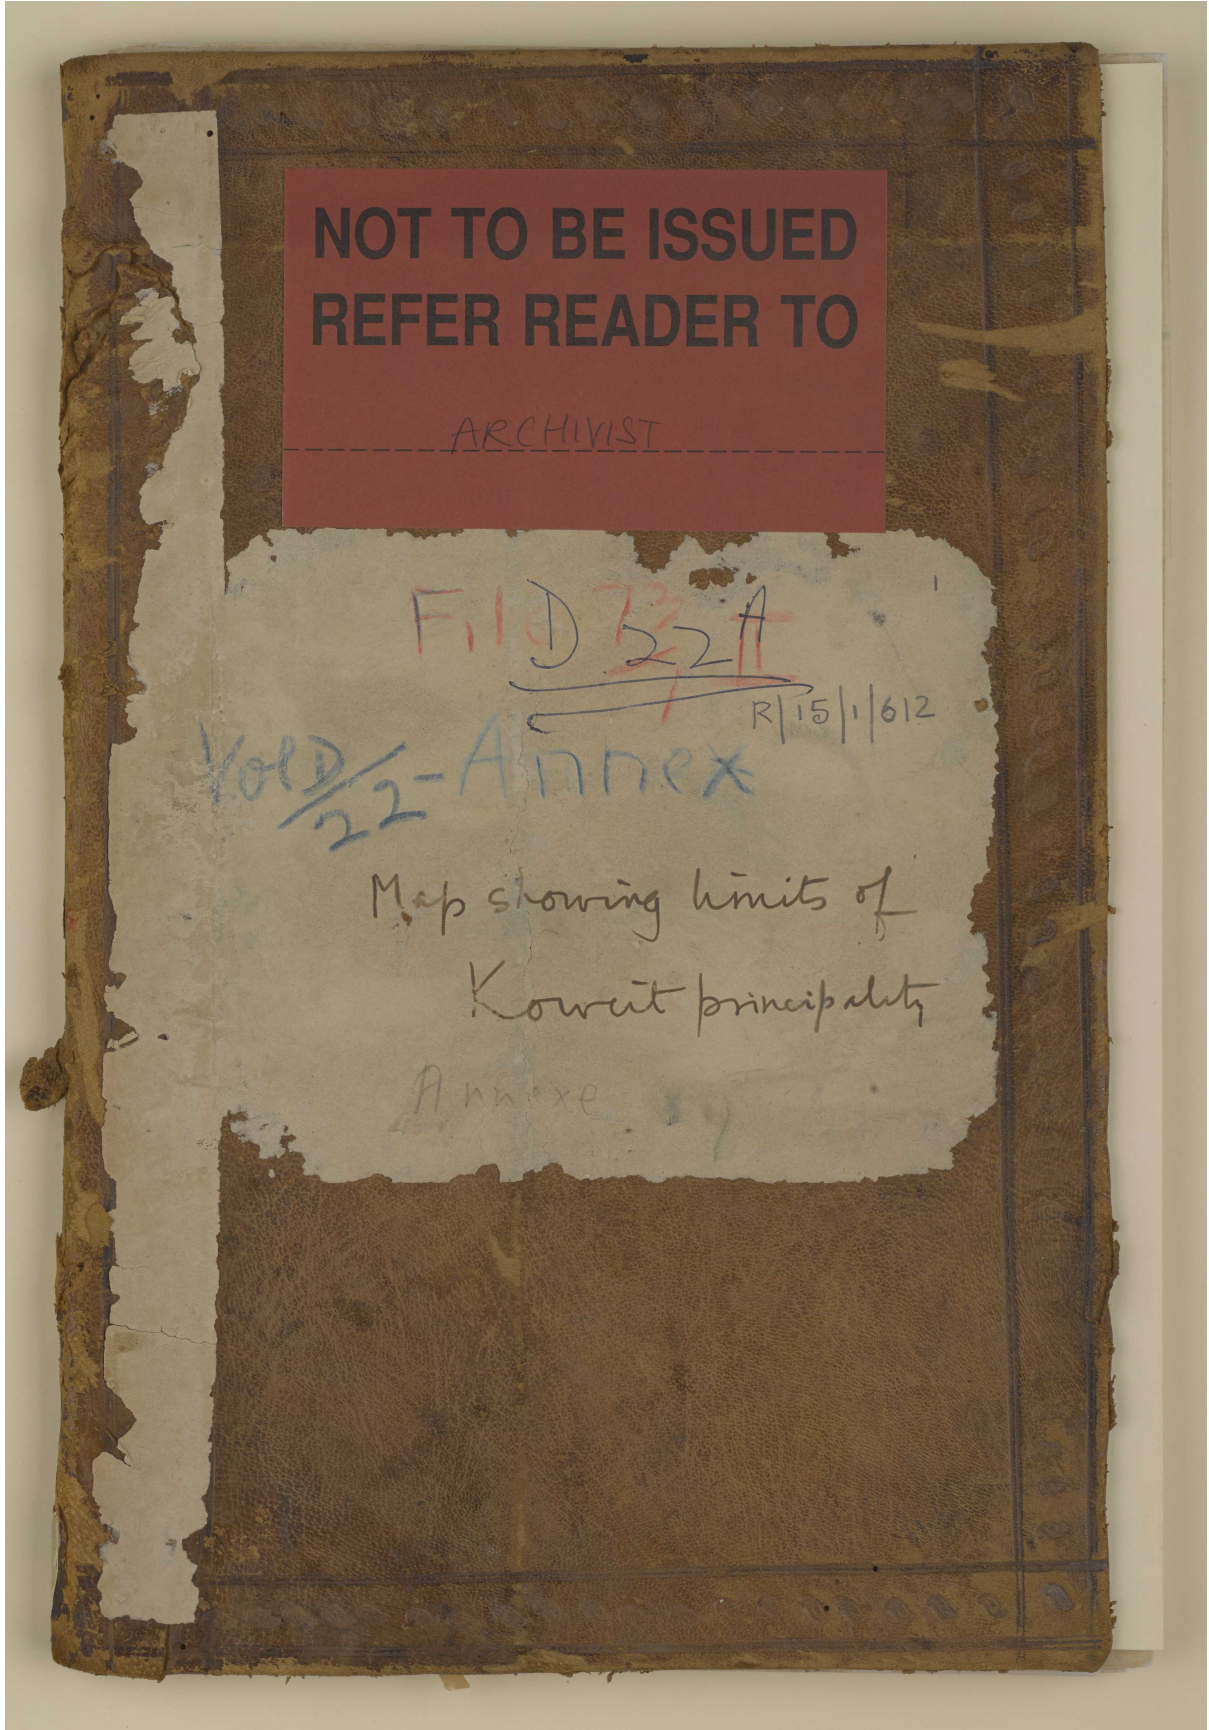 NOT TO BE ISSUED
REFER READER TO
ARCHIVIST
1
D 22 A
R/15/1/612
Vol D/22 - Annex
Map showing limits of
Koweit principality
Annexe